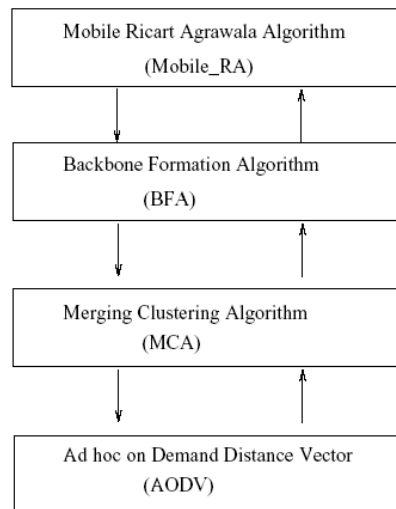 Mobile Ricart Agrawala Algorithm
(Mobile_RA)
Backbone Formation Algorithm
(BFA)
Merging Clustering Algorithm
(MCA)
Ad hoc on Demand Distance Vector
(AODV)